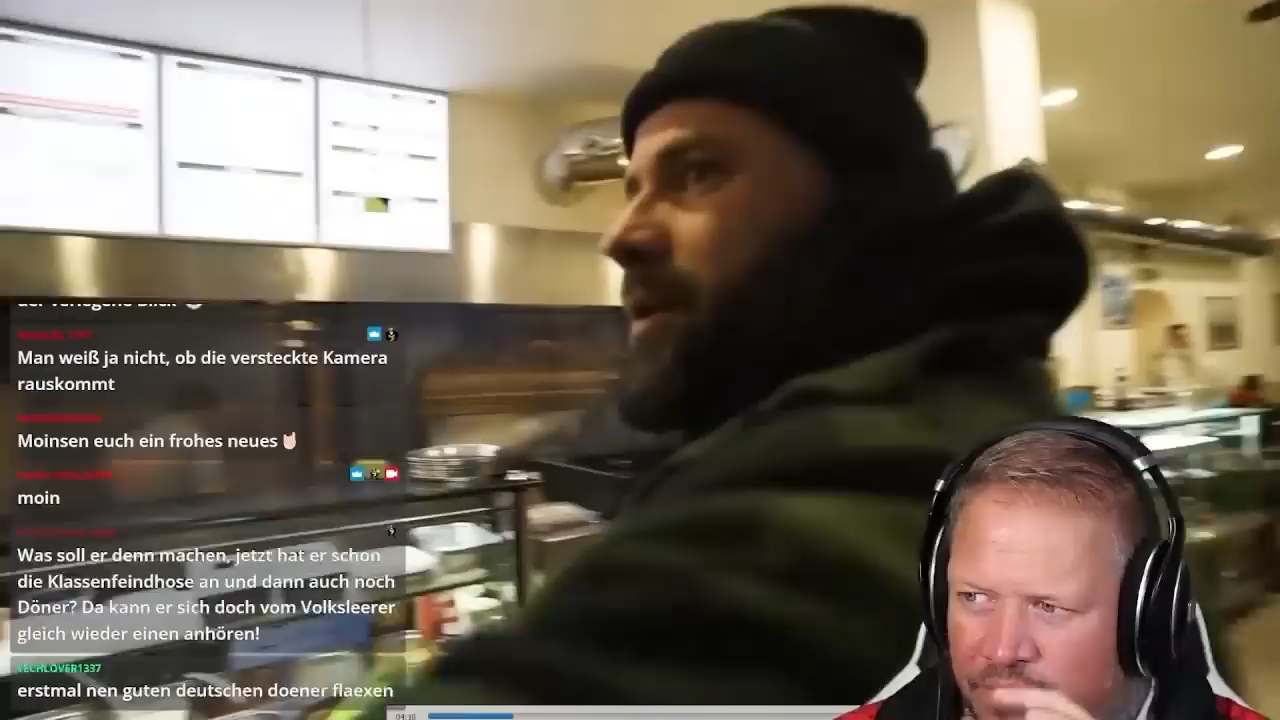 Man weiß ja nicht, ob die versteckte Kamera
rauskommt
Moinsen euch ein frohes neues
moin
Was soll er denn machen, jetzt hat er schon
die Klassenfeindhose an und dann auch noch
Döner? Da kann er sich doch vom Volksleerer
gleich wieder einen anhören!
TECHLOVER1337
erstmal nen guten deutschen doener flaexen
04:18